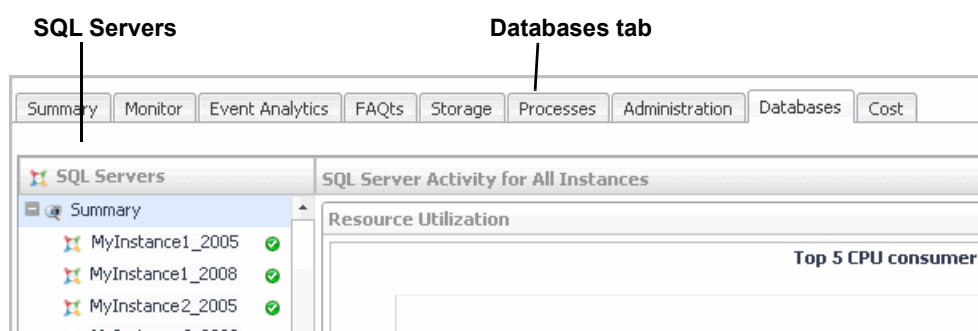 SQL Servers
Databases tab
Summary Monitor Event Analytics FAQts Storage Processes Administration Databases Cost
SQL Servers
SQL Server Activity for All Instances
Summary
Resource Utilization
MyInstance1_2005
Top 5 CPU consumer
MyInstance1_2008
MyInstance2_2005